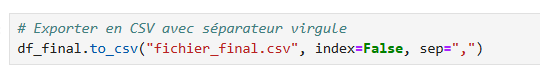 # Exporter en CSV avec séparateur virgule
df_final.to_csv("fichier_final.csv", index=False, sep=",")